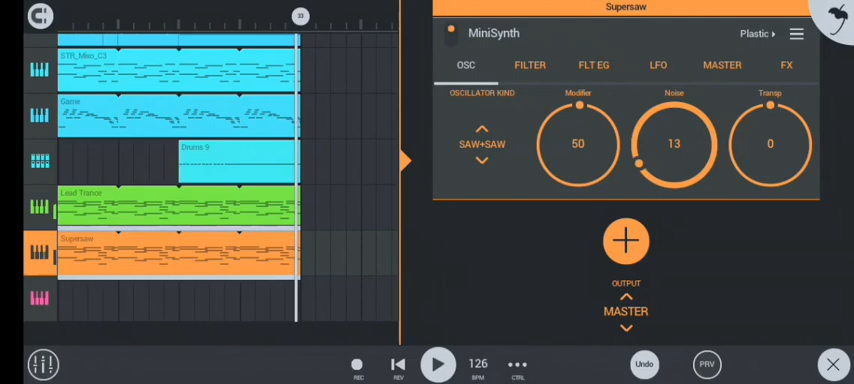 33
Supersaw
STR_Mixo_C3
MiniSynth
Plastic
OSC FILTER FLT EG LFO MASTER FX
OSCILLATOR KIND
Modifier
Noise
Transp
Game
SAW+SAW
50
13
0
Drums 9
Lead Trance
Supersaw
OUTPUT
MASTER
REC
REV
126
BPM
CTRL
Undo
PRV